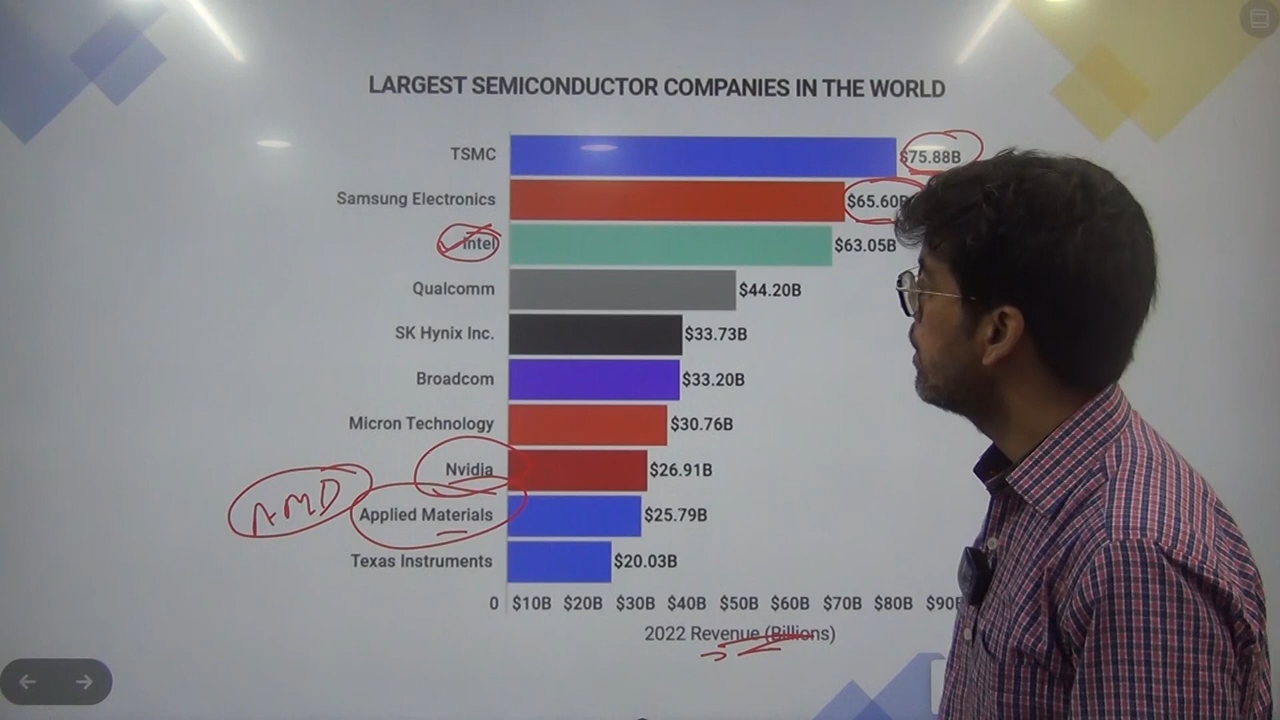 LARGEST SEMICONDUCTOR COMPANIES IN THE WORLD
TSMC $75.88B
Samsung Electronics $65.60B
Intel $63.05B
Qualcomm $44.20B
SK Hynix Inc. $33.73B
Broadcom $33.20B
Micron Technology $30.76B
Nvidia $26.91B
AMD
Applied Materials $25.79B
Texas Instruments $20.03B
0 $10B $20B $30B $40B $50B $60B $70B $80B $90B
2022 Revenue (Billions)